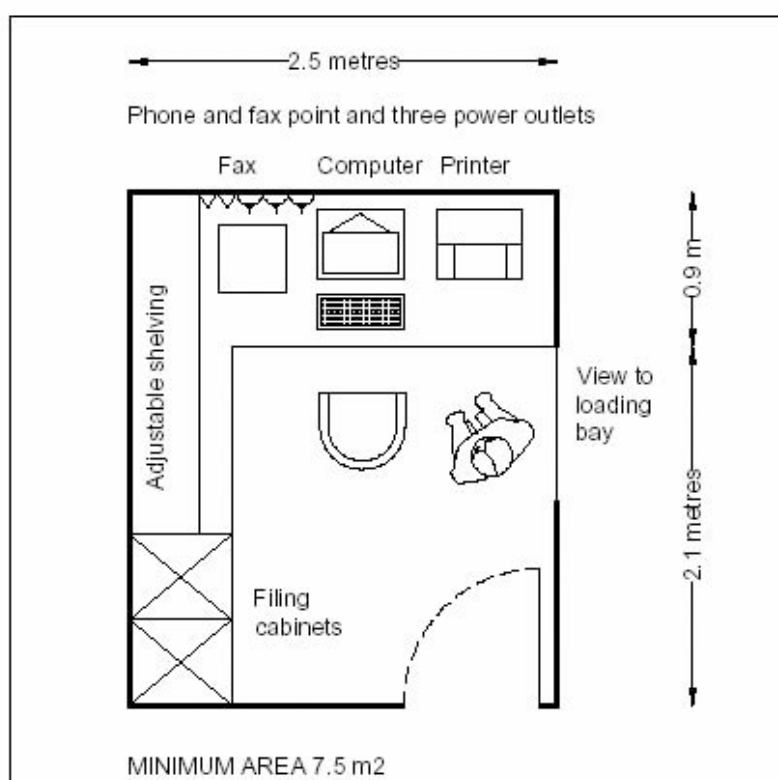 2.5 metres
Phone and fax point and three power outlets
Fax Computer Printer
0.9 m
Adjustable shelving
View to
loading
bay
2.1 metres
Filing
cabinets
MINIMUM AREA 7.5 m2